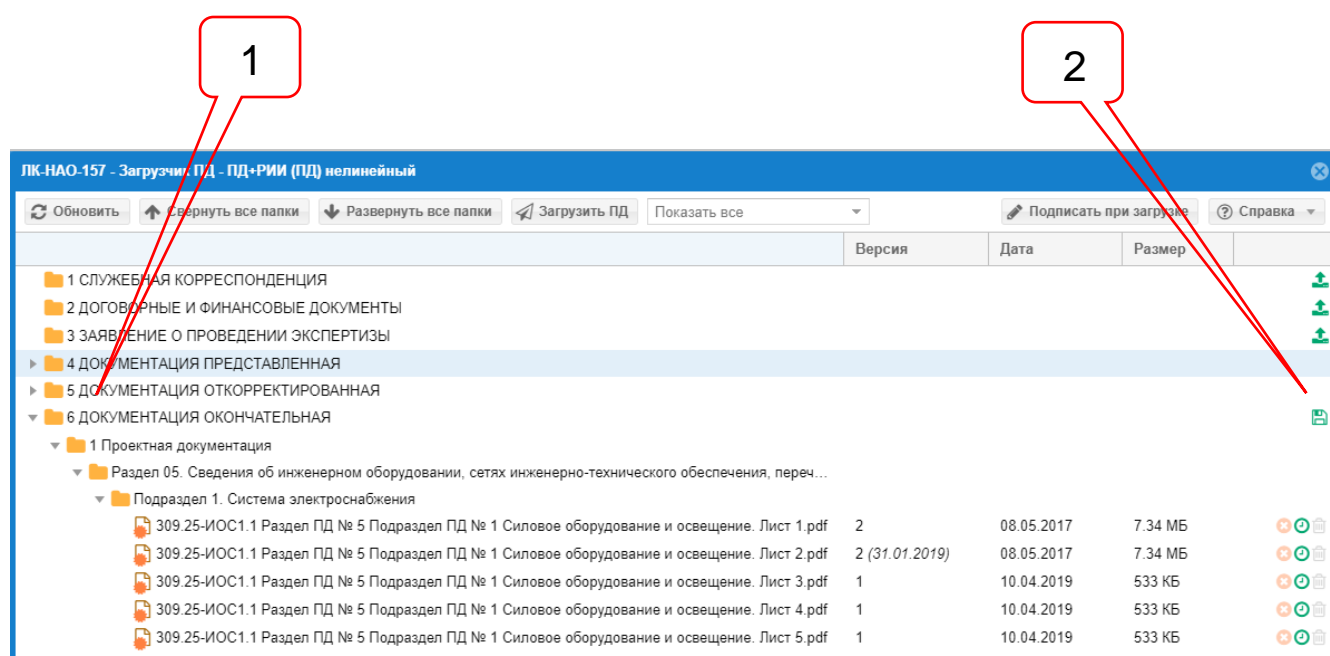 1
2
ЛК-НАО-157 - Загрузчик ПД - ПД+РИИ (ПД) нелинейный
Обновить Свернуть все папки Развернуть все папки Загрузить ПД Показать все Подписать при загрузке Справка
Версия Дата Размер
1 СЛУЖЕБНАЯ КОРРЕСПОНДЕНЦИЯ
2 ДОГОВОРНЫЕ И ФИНАНСОВЫЕ ДОКУМЕНТЫ
3 ЗАЯВЛЕНИЕ О ПРОВЕДЕНИИ ЭКСПЕРТИЗЫ
4 ДОКУМЕНТАЦИЯ ПРЕДСТАВЛЕННАЯ
5 ДОКУМЕНТАЦИЯ ОТКОРРЕКТИРОВАННАЯ
6 ДОКУМЕНТАЦИЯ ОКОНЧАТЕЛЬНАЯ
1 Проектная документация
Раздел 05. Сведения об инженерном оборудовании, сетях инженерно-технического обеспечения, переч...
Подраздел 1. Система электроснабжения
309.25-ИОС1.1 Раздел ПД № 5 Подраздел ПД № 1 Силовое оборудование и освещение. Лист 1.pdf 2 08.05.2017 7.34 МБ
309.25-ИОС1.1 Раздел ПД № 5 Подраздел ПД № 1 Силовое оборудование и освещение. Лист 2.pdf 2 (31.01.2019) 08.05.2017 7.34 МБ
309.25-ИОС1.1 Раздел ПД № 5 Подраздел ПД № 1 Силовое оборудование и освещение. Лист 3.pdf 1 10.04.2019 533 КБ
309.25-ИОС1.1 Раздел ПД № 5 Подраздел ПД № 1 Силовое оборудование и освещение. Лист 4.pdf 1 10.04.2019 533 КБ
309.25-ИОС1.1 Раздел ПД № 5 Подраздел ПД № 1 Силовое оборудование и освещение. Лист 5.pdf 1 10.04.2019 533 КБ